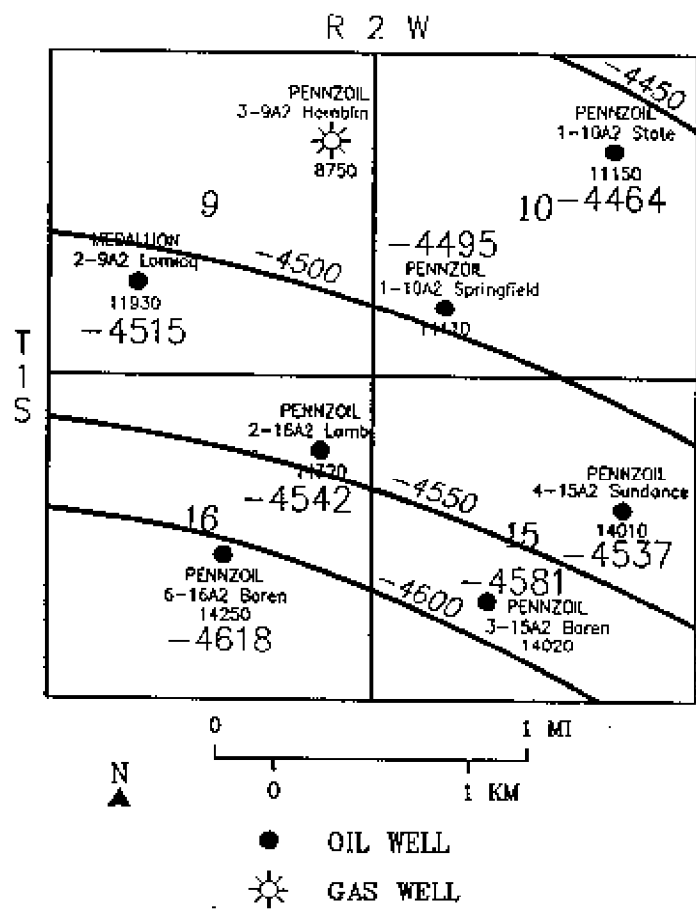 R 2 W
-4450
PENNZOIL
3-9A2 Hamblin
8750
PENNZOIL
1-10A2 State
11150
-4464
9
10
-4500
MEDALLION
2-9A2
11930
-4515
-4495
PENNZOIL
1-10A2 Springfield
T
1
S
PENNZOIL
2-16A2 Lamb
-4542
-4550
PENNZOIL
4-15A2 Sundance
14010
-4537
16
15
PENNZOIL
6-16A2 Boren
14250
-4618
-4600
-4581
PENNZOIL
3-15A2 Boren
14020
0 1 MI
0 1 KM
N
OIL WELL
GAS WELL